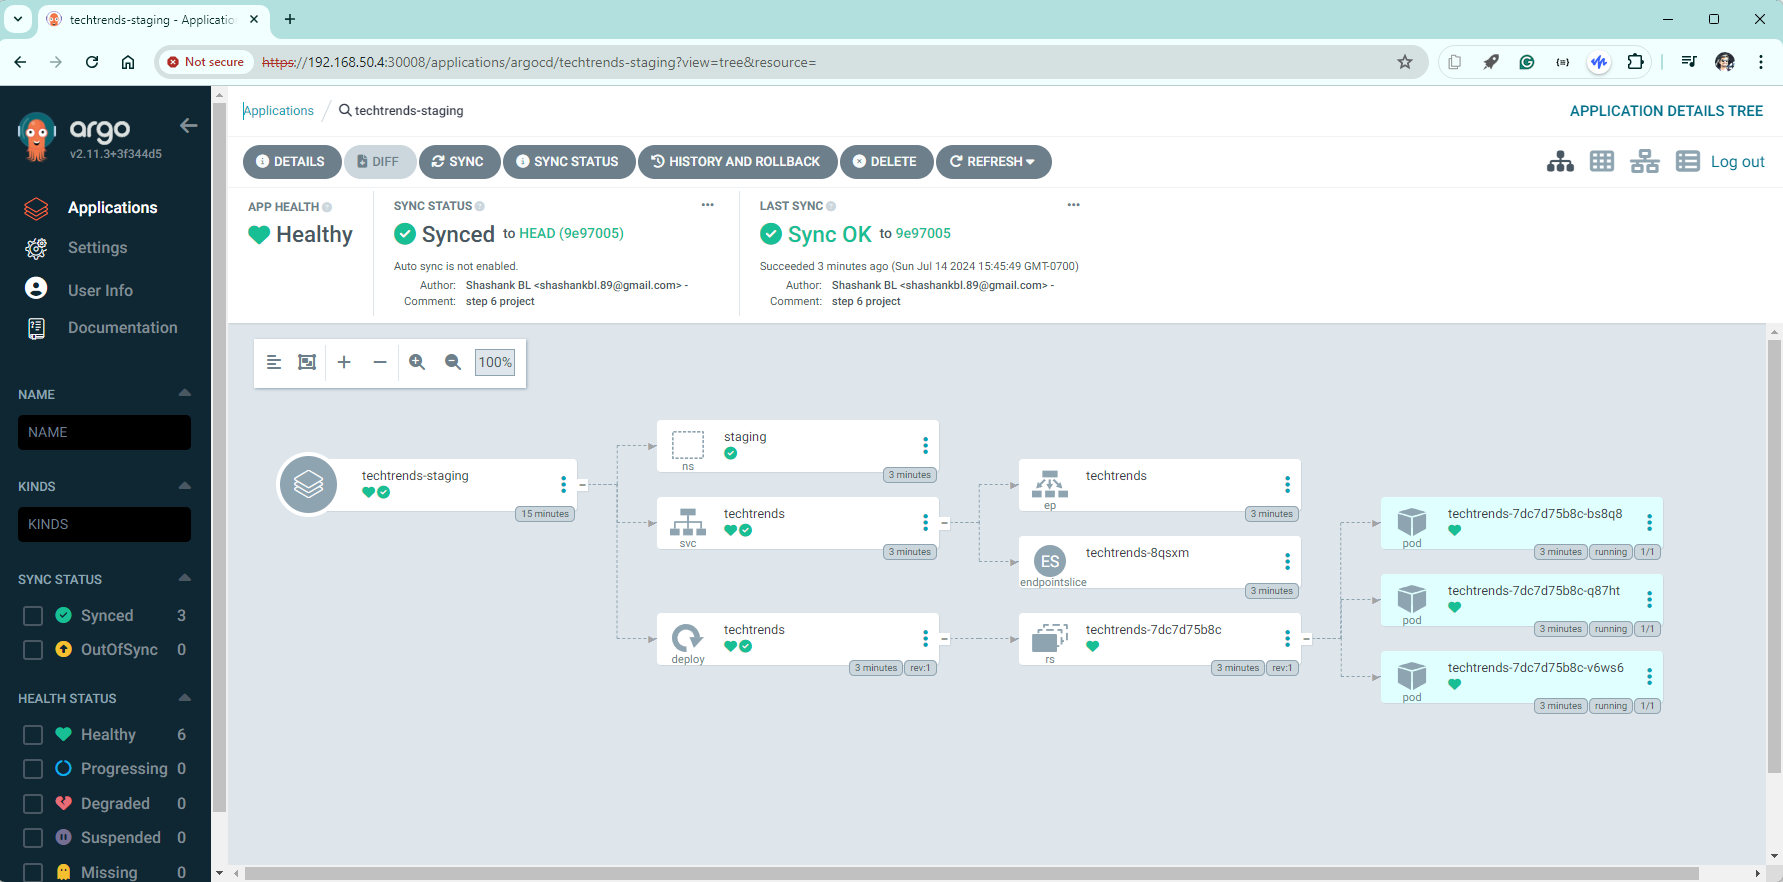 techtrends-staging - Applicatio
Not secure
https://192.168.50.4:30008/applications/argocd/techtrends-staging?view=tree&resource=
argo
v2.11.3+3f344d5
Applications
Settings
User Info
Documentation
NAME
NAME
KINDS
KINDS
SYNC STATUS
Synced 3
OutOfSync 0
HEALTH STATUS
Healthy 6
Progressing 0
Degraded 0
Suspended 0
Missing 0
Applications / techtrends-staging
APPLICATION DETAILS TREE
DETAILS DIFF SYNC SYNC STATUS HISTORY AND ROLLBACK DELETE REFRESH
Log out
APP HEALTH
Healthy
SYNC STATUS
Synced to HEAD (9e97005)
Auto sync is not enabled.
Author: Shashank BL <shashankbl.89@gmail.com> -
Comment: step 6 project
LAST SYNC
Sync OK to 9e97005
Succeeded 3 minutes ago (Sun Jul 14 2024 15:45:49 GMT-0700)
Author: Shashank BL <shashankbl.89@gmail.com> -
Comment: step 6 project
100%
techtrends-staging
15 minutes
staging
ns
3 minutes
techtrends
svc
3 minutes
techtrends
deploy
3 minutes rev:1
techtrends
ep
3 minutes
ES
techtrends-8qsxm
endpointslice
3 minutes
techtrends-7dc7d75b8c
rs
3 minutes rev:1
techtrends-7dc7d75b8c-bs8q8
pod
3 minutes running 1/1
techtrends-7dc7d75b8c-q87ht
pod
3 minutes running 1/1
techtrends-7dc7d75b8c-v6ws6
pod
3 minutes running 1/1